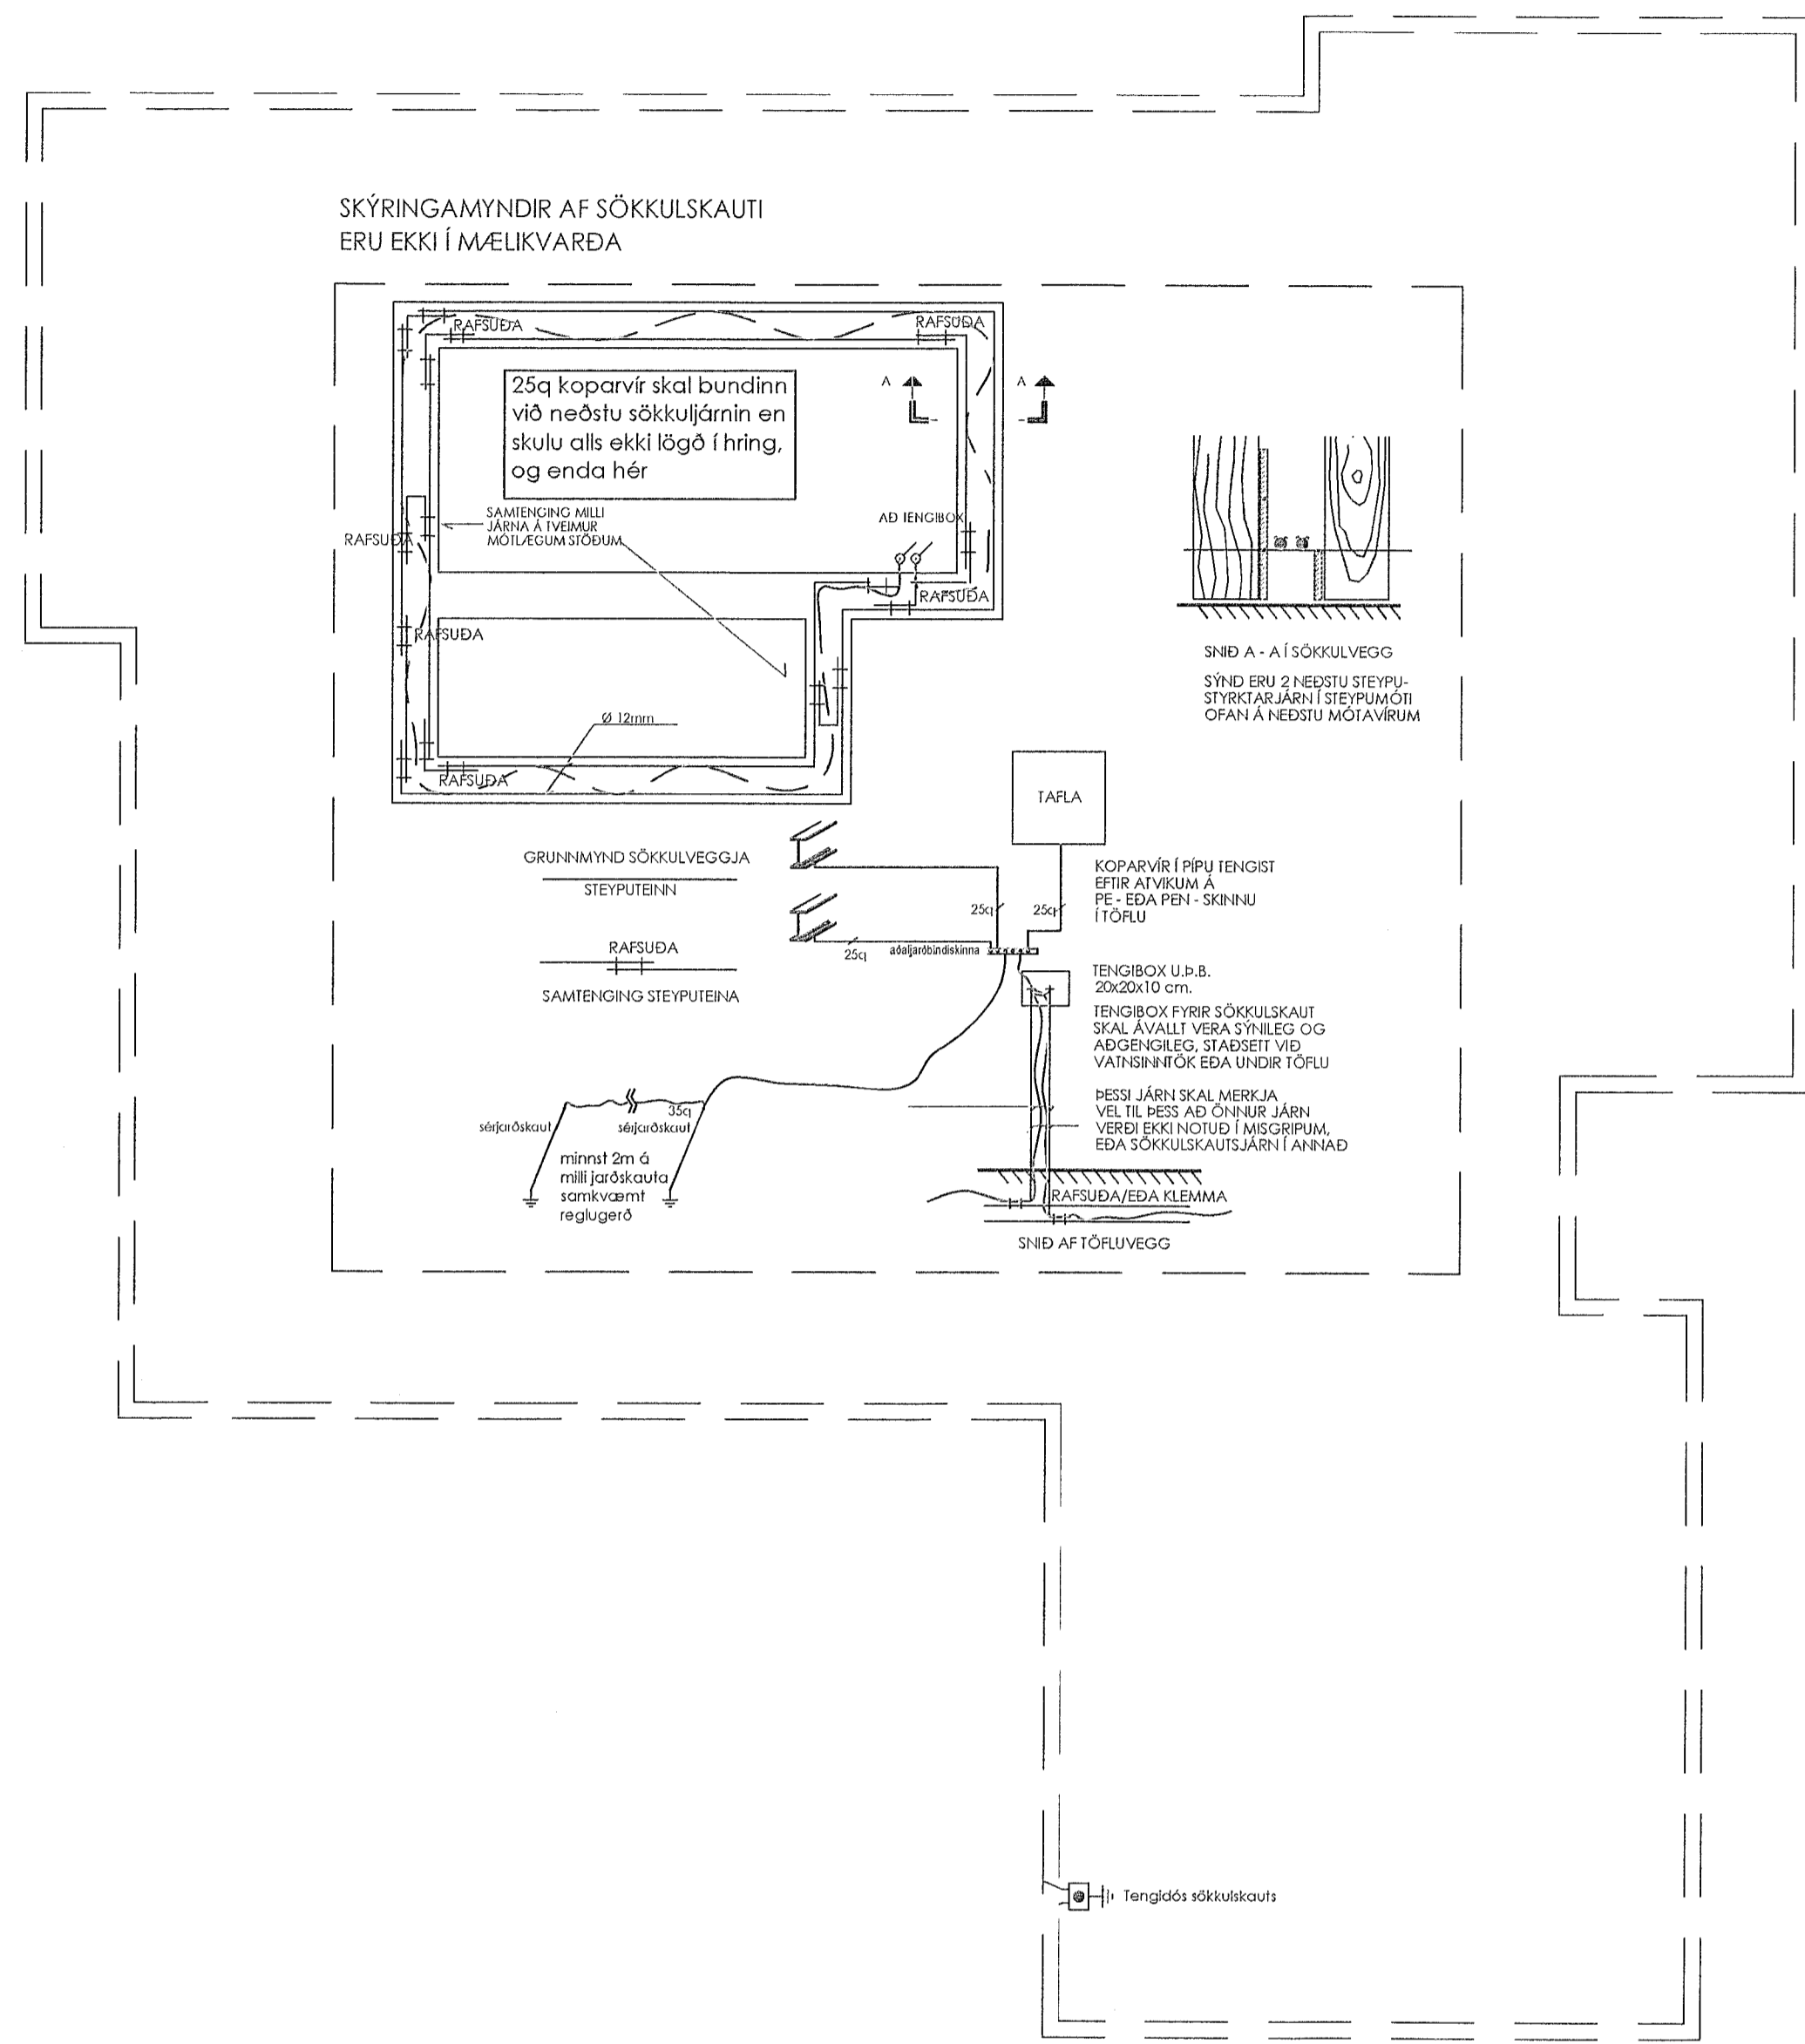 SKÝRINGAMYNDIR AF SÖKKULSKAUTI
ERU EKKI Í MÆLIKVARÐA
RAFSUÐA
RAFSUÐA
25q koparvír skal bundinn
við neðstu sökkuljárnin en
skulu alls ekki lögð í hring,
og enda hér
A
A
SAMTENGING MILLI
JÁRNA Á TVEIMUR
MÓTLÆGUM STÖÐUM
AÐ TENGIBOX
RAFSUÐA
RAFSUÐA
RAFSUÐA
Ø 12mm
RAFSUÐA
SNIÐ A - A Í SÖKKULVEGG
SÝND ERU 2 NEÐSTU STEYPU-
STYRKTARJÁRN Í STEYPUMÓTI
OFAN Á NEÐSTU MÓTAVÍRUM
TAFLA
GRUNNMYND SÖKKULVEGGJA
STEYPUTEINN
RAFSUÐA
SAMTENGING STEYPUTEINA
25q
25q
25q
aðaljarðbindiskinna
KOPARVÍR Í PÍPU TENGIST
EFTIR ATVIKUM Á
PE - EÐA PEN - SKINNU
Í TÖFLU
TENGIBOX U.Þ.B.
20x20x10 cm.
TENGIBOX FYRIR SÖKKULSKAUT
SKAL ÁVALLT VERA SÝNILEG OG
AÐGENGILEG, STAÐSETT VIÐ
VATNSINNTÖK EÐA UNDIR TÖFLU
ÞESSI JÁRN SKAL MERKJA
VEL TIL ÞESS AÐ ÖNNUR JÁRN
VERÐI EKKI NOTUÐ Í MISGRIPUM,
EÐA SÖKKULSKAUTSJÁRN Í ANNAÐ
35q
sérjarðskaut
sérjarðskaut
minnst 2m á
milli jarðskauta
samkvæmt
reglugerð
RAFSUÐA/EÐA KLEMMA
SNIÐ AF TÖFLUVEGG
Tengidós sökkulskauts